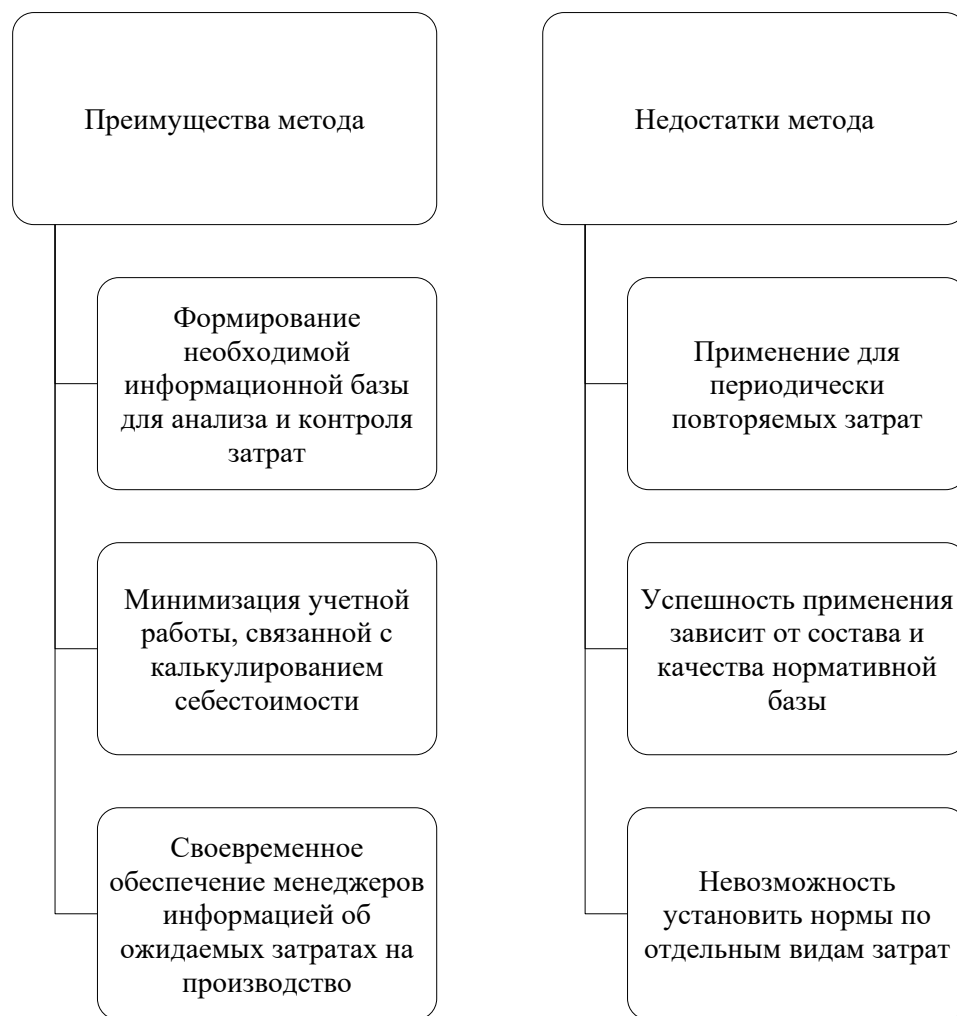 Преимущества метода
Формирование
необходимой
информационной базы
для анализа и контроля
затрат
Минимизация учетной
работы, связанной с
калькулированием
себестоимости
Своевременное
обеспечение менеджеров
информацией об
ожидаемых затратах на
производство
Недостатки метода
Применение для
периодически
повторяемых затрат
Успешность применения
зависит от состава и
качества нормативной
базы
Невозможность
установить нормы по
отдельным видам затрат